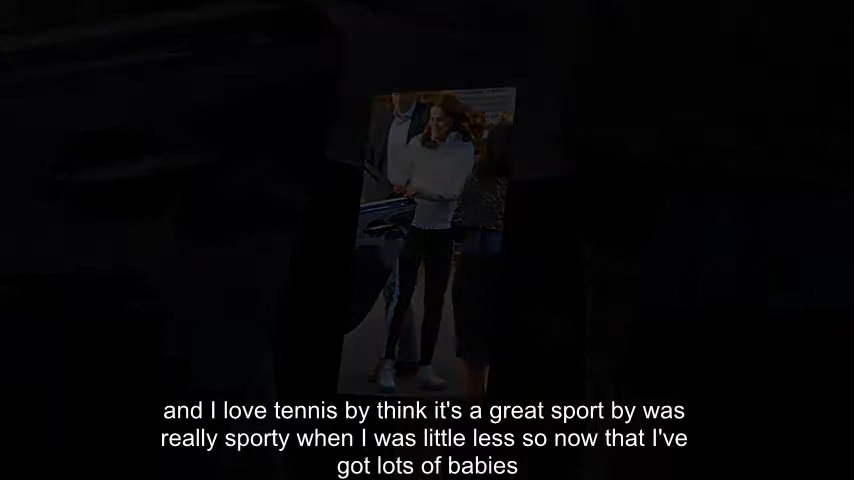 and I love tennis by think it's a great sport by was
really sporty when I was little less so now that I've
got lots of babies